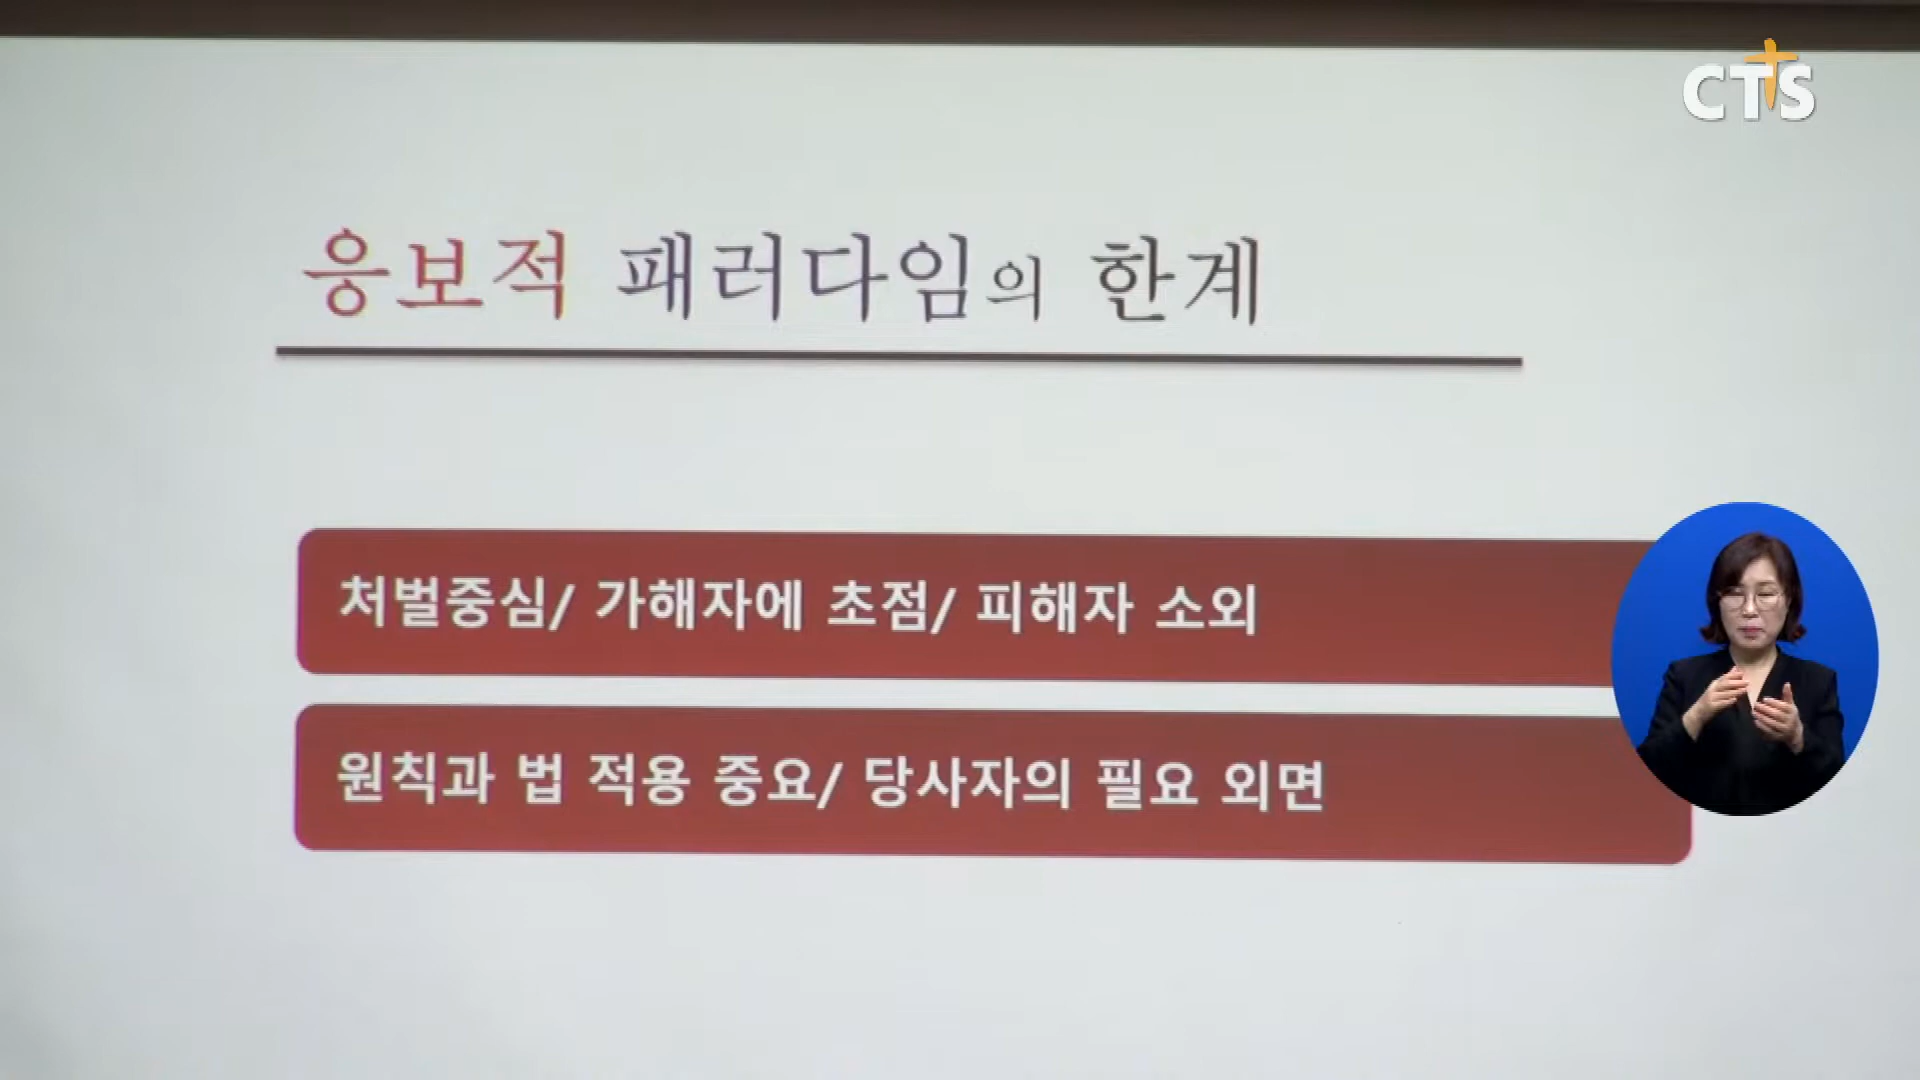 CTS
응보적 패러다임의 한계
처벌중심/ 가해자에 초점/ 피해자 소외
원칙과 법 적용 중요/ 당사자의 필요 외면